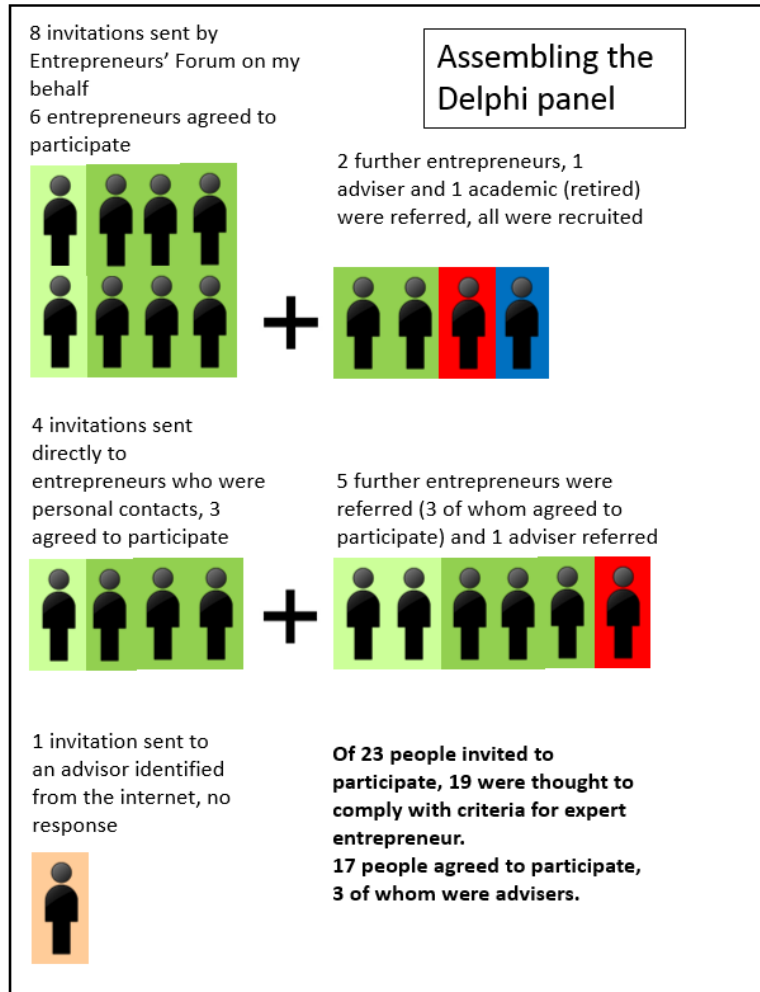 8 invitations sent by
Entrepreneurs’ Forum on my
behalf
6 entrepreneurs agreed to
participate
Assembling the
Delphi panel
2 further entrepreneurs, 1
adviser and 1 academic (retired)
were referred, all were recruited
4 invitations sent
directly to
entrepreneurs who were
personal contacts, 3
agreed to participate
5 further entrepreneurs were
referred (3 of whom agreed to
participate) and 1 adviser referred
1 invitation sent to
an advisor identified
from the internet, no
response
Of 23 people invited to
participate, 19 were thought to
comply with criteria for expert
entrepreneur.
17 people agreed to participate,
3 of whom were advisers.